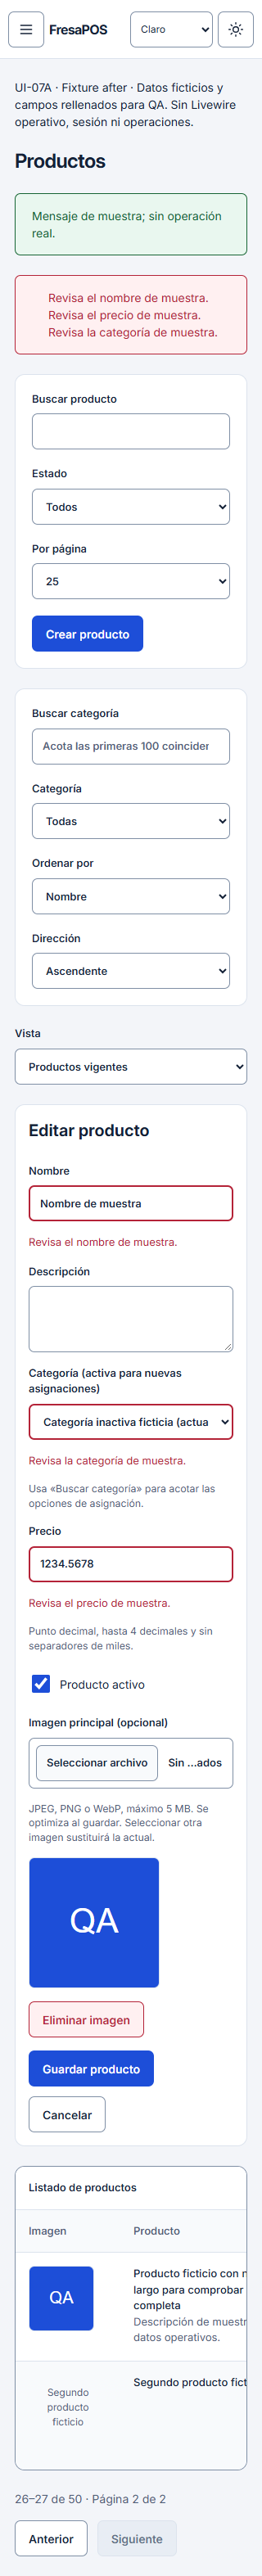 FresaPOS
Claro
UI-07A · Fixture after · Datos ficticios y
campos rellenados para QA. Sin Livewire
operativo, sesión ni operaciones.
Productos
Mensaje de muestra; sin operación
real.
Revisa el nombre de muestra.
Revisa el precio de muestra.
Revisa la categoría de muestra.
Buscar producto
Estado
Todos
Por página
25
Crear producto
Buscar categoría
Acota las primeras 100 coincider
Categoría
Todas
Ordenar por
Nombre
Dirección
Ascendente
Vista
Productos vigentes
Editar producto
Nombre
Nombre de muestra
Revisa el nombre de muestra.
Descripción
Categoría (activa para nuevas
asignaciones)
Categoría inactiva ficticia (actua
Revisa la categoría de muestra.
Usa «Buscar categoría» para acotar las
opciones de asignación.
Precio
1234.5678
Revisa el precio de muestra.
Punto decimal, hasta 4 decimales y sin
separadores de miles.
Producto activo
Imagen principal (opcional)
Seleccionar archivo Sin ...ados
JPEG, PNG o WebP, máximo 5 MB. Se
optimiza al guardar. Seleccionar otra
imagen sustituirá la actual.
QA
Eliminar imagen
Guardar producto
Cancelar
Listado de productos
Imagen Producto
QA
Producto ficticio con n
largo para comprobar
completa
Descripción de muestr
datos operativos.
Segundo
producto
ficticio
Segundo producto fict
26–27 de 50 · Página 2 de 2
Anterior Siguiente